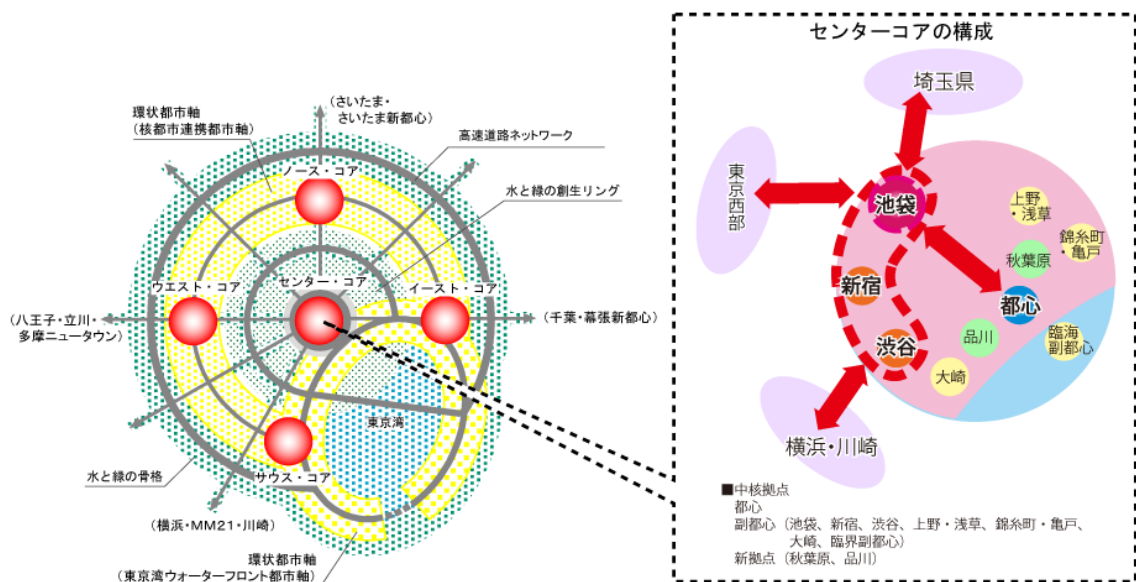 環状都市軸
(核都市連携都市軸)
(さいたま・
さいたま新都心)
高速道路ネットワーク
ノース・コア
水と緑の創生リング
センター・コア
ウエスト・コア
イースト・コア
(八王子・立川・
多摩ニュータウン)
(千葉・幕張新都心)
東京湾
サウス・コア
水と緑の骨格
(横浜・MM21・川崎)
環状都市軸
(東京湾ウォーターフロント都市軸)
センターコアの構成
埼玉県
東京西部
池袋
上野
・浅草
錦糸町
・亀戸
秋葉原
新宿
都心
渋谷
品川
臨海
副都心
大崎
横浜・川崎
■中核拠点
都心
副都心(池袋、新宿、渋谷、上野・浅草、錦糸町・亀戸、
大崎、臨界副都心)
新拠点(秋葉原、品川)